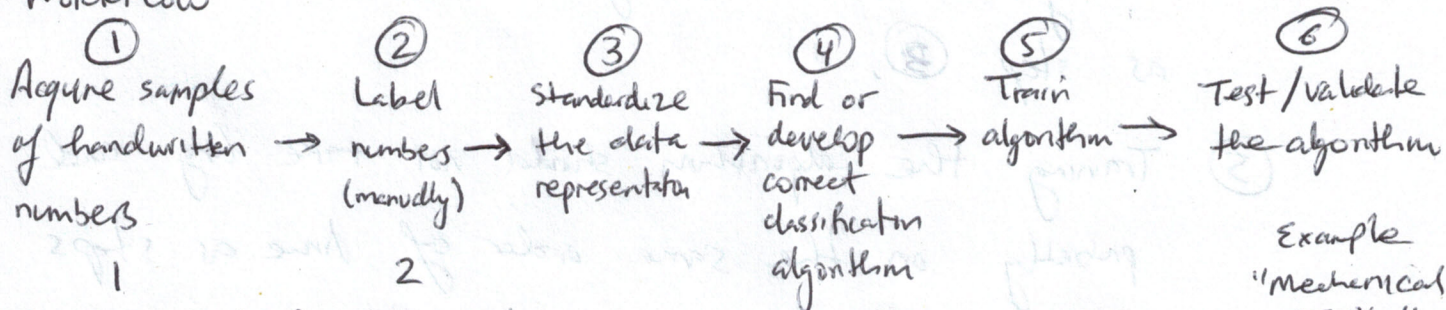 ①
Acquire samples
of handwritten →
numbers
1
②
Label
numbers →
(manually)
2
③
Standardize
the data →
representation
④
Find or
develop →
correct
classification
algorithm
⑤
Train
algorithm →
⑥
Test/validate
the algorithm
Example
"Mechanical